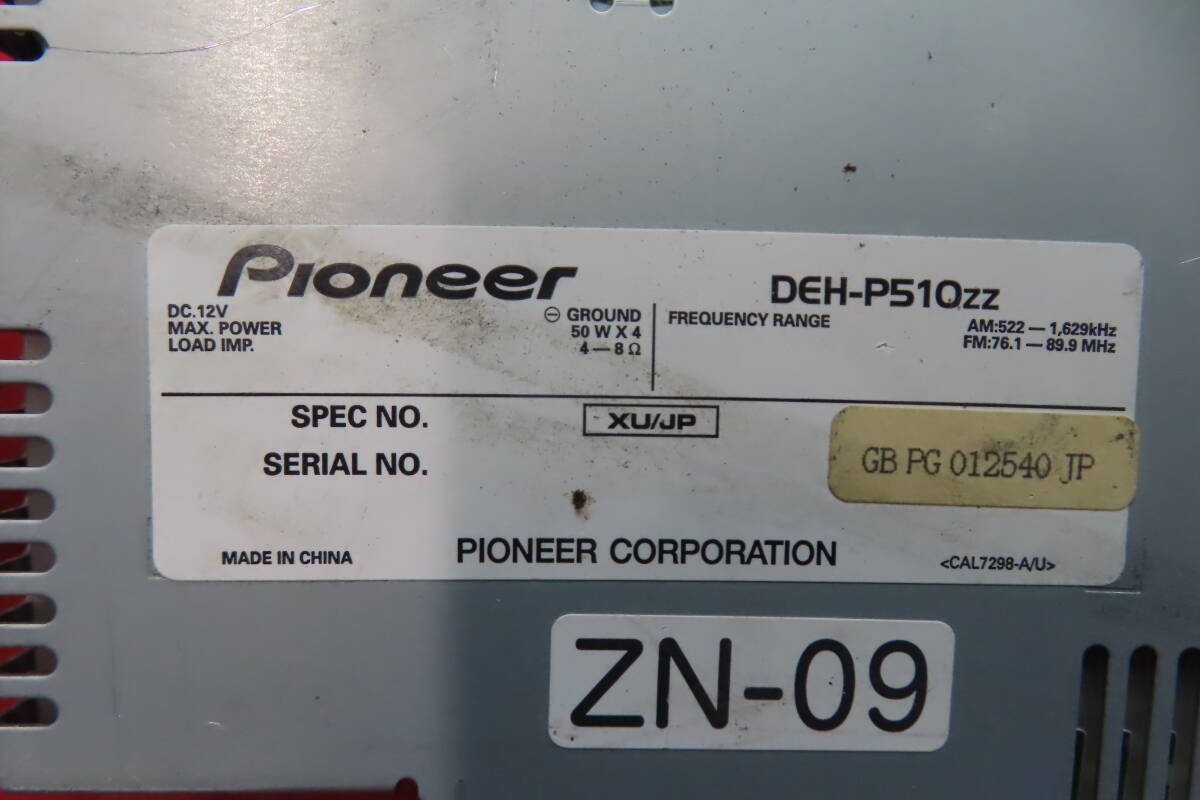 Pioneer
DEH-P510zz
DC.12V ⊖ GROUND
MAX. POWER 50 W X 4
LOAD IMP. 4 — 8 Ω
FREQUENCY RANGE AM:522 — 1,629kHz
FM:76.1 — 89.9 MHz
SPEC NO. XU/JP
SERIAL NO. GB PG 012540 JP
MADE IN CHINA PIONEER CORPORATION <CAL7298-A/U>
ZN-09